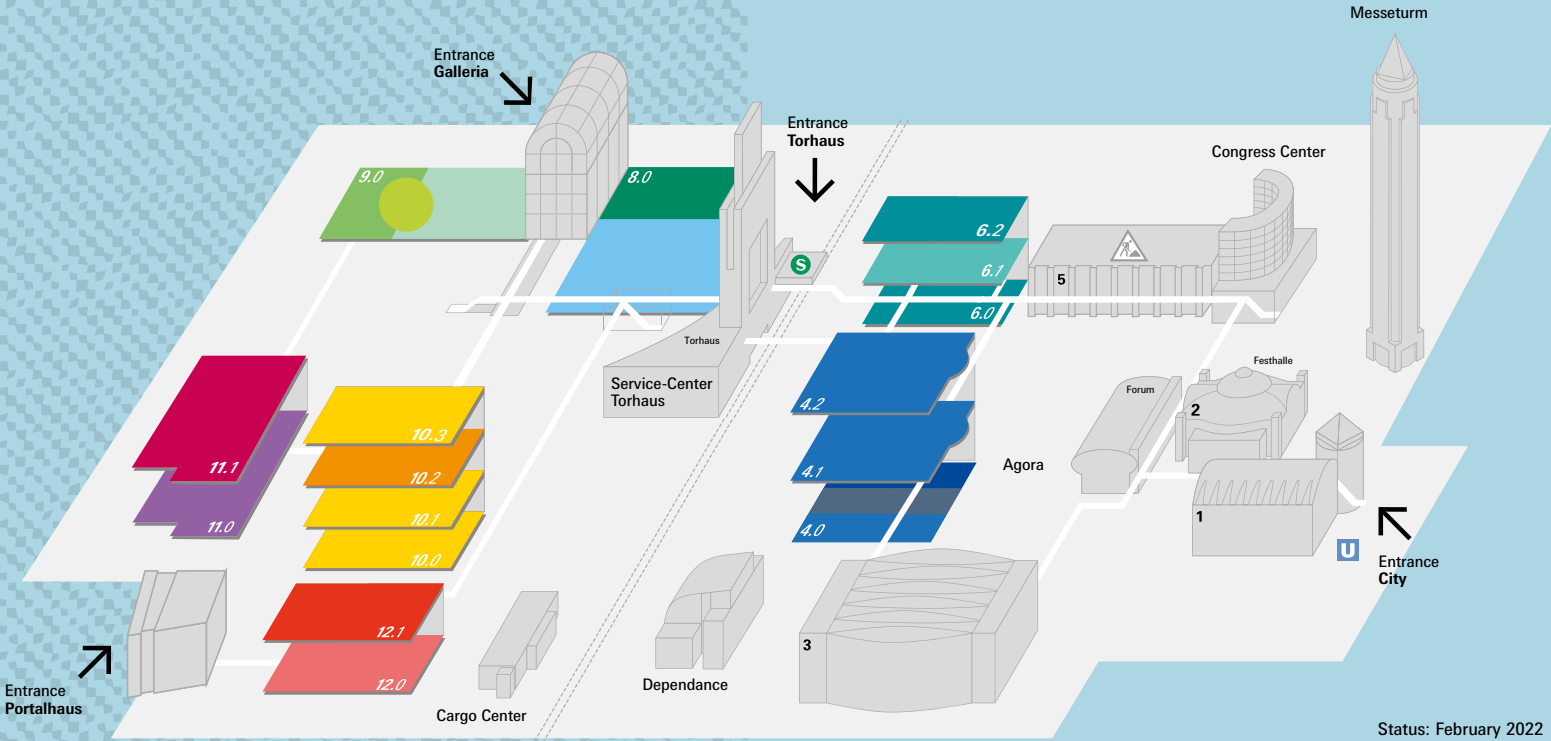 Messeturm
Entrance
Galleria
Entrance
Torhaus
Congress Center
9.0
8.0
6.2
6.1
6.0
S
5
Torhaus
Service-Center
Torhaus
4.2
4.1
4.0
Agora
Forum
Festhalle
2
1
U
Entrance
City
11.1
11.0
10.3
10.2
10.1
10.0
12.1
12.0
3
Entrance
Portalhaus
Cargo Center
Dependance
Status: February 2022